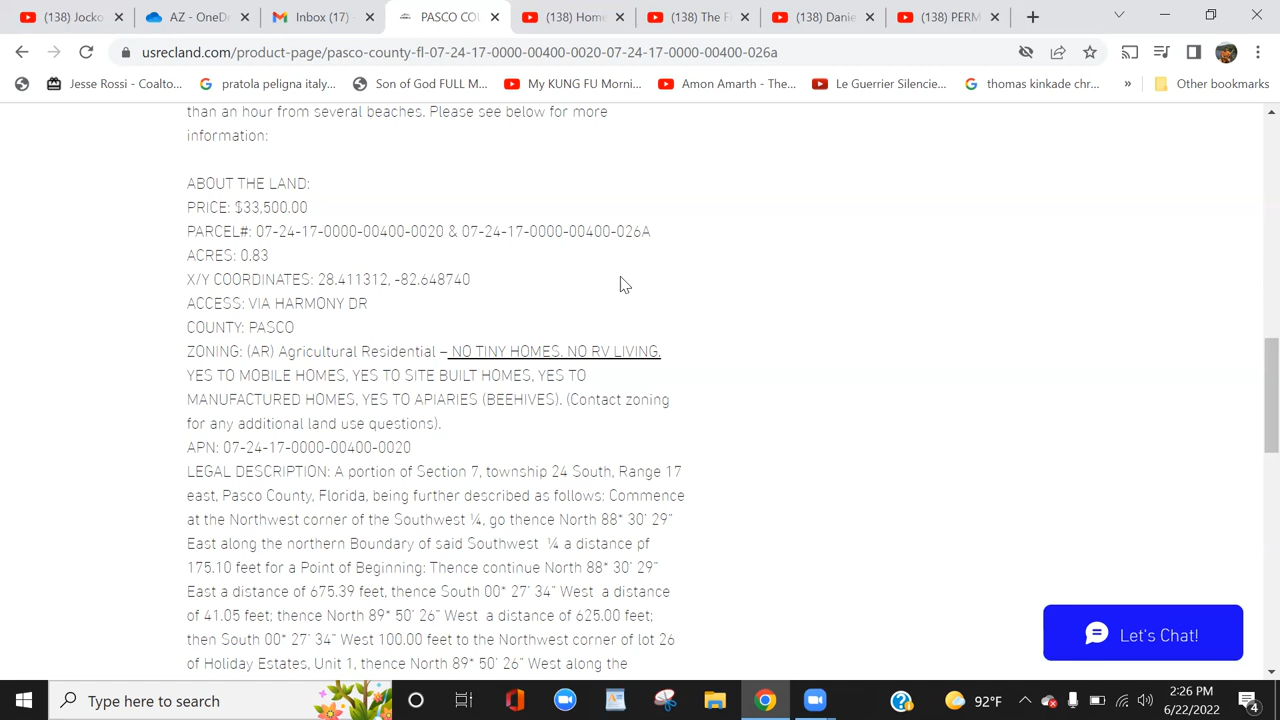 (138) Jocko
AZ - OneDr
Inbox (17) -
PASCO COU
(138) Home
(138) The F
(138) Danie
(138) PERM
usrecland.com/product-page/pasco-county-fl-07-24-17-0000-00400-0020-07-24-17-0000-00400-026a
Jesse Rossi - Coalto...
pratola peligna italy...
Son of God FULL M...
My KUNG FU Morni...
Amon Amarth - The...
Le Guerrier Silencie...
thomas kinkade chr...
»
Other bookmarks
than an hour from several beaches. Please see below for more
information:
ABOUT THE LAND:
PRICE: $33,500.00
PARCEL#: 07-24-17-0000-00400-0020 & 07-24-17-0000-00400-026A
ACRES: 0.83
X/Y COORDINATES: 28.411312, -82.648740
ACCESS: VIA HARMONY DR
COUNTY: PASCO
ZONING: (AR) Agricultural Residential – NO TINY HOMES. NO RV LIVING.
YES TO MOBILE HOMES, YES TO SITE BUILT HOMES, YES TO
MANUFACTURED HOMES, YES TO APIARIES (BEEHIVES). (Contact zoning
for any additional land use questions).
APN: 07-24-17-0000-00400-0020
LEGAL DESCRIPTION: A portion of Section 7, township 24 South, Range 17
east, Pasco County, Florida, being further described as follows: Commence
at the Northwest corner of the Southwest ¼, go thence North 88* 30' 29"
East along the northern Boundary of said Southwest ¼ a distance pf
175.10 feet for a Point of Beginning: Thence continue North 88* 30' 29"
East a distance of 675.39 feet, thence South 00* 27' 34" West a distance
of 41.05 feet; thence North 89* 50' 26" West a distance of 625.00 feet;
then South 00* 27' 34" West 100.00 feet to the Northwest corner of lot 26
of Holiday Estates, Unit 1, thence North 89* 50' 26" West along the
Let's Chat!
Type here to search
92°F
2:26 PM
6/22/2022
4